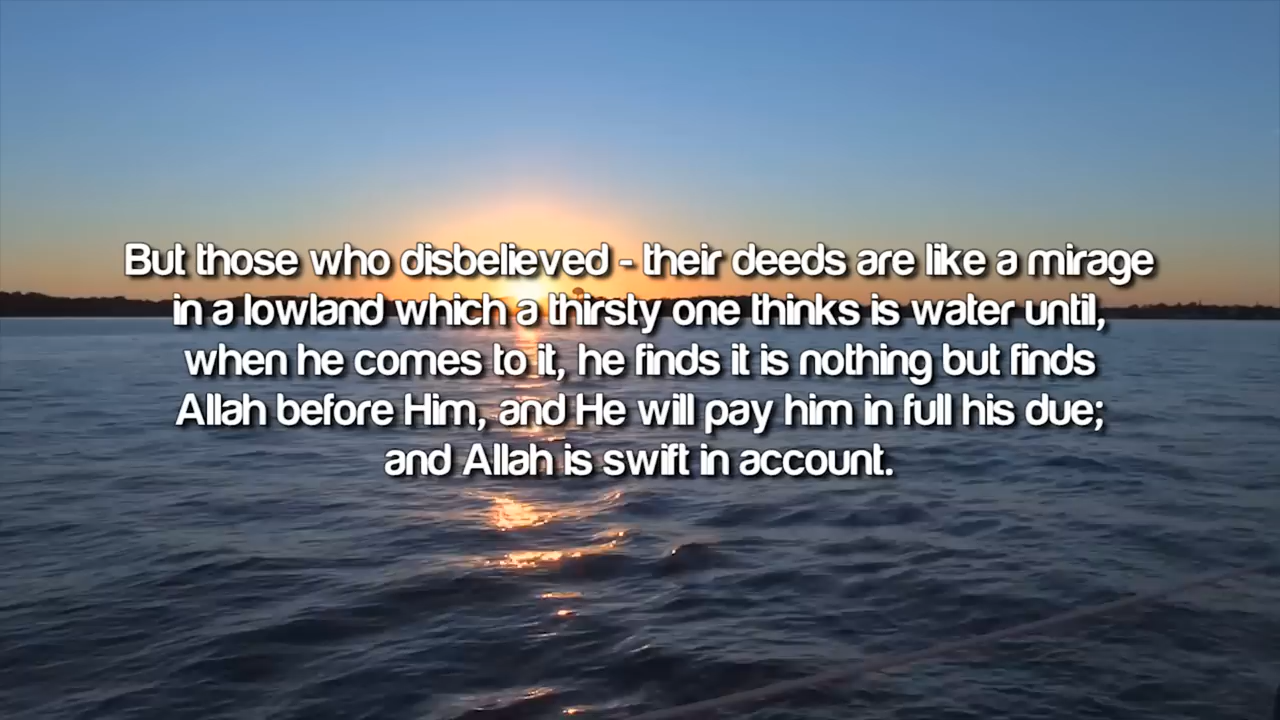 But those who disbelieved - their deeds are like a mirage
in a lowland which a thirsty one thinks is water until,
when he comes to it, he finds it is nothing but finds
Allah before Him, and He will pay him in full his due;
and Allah is swift in account.